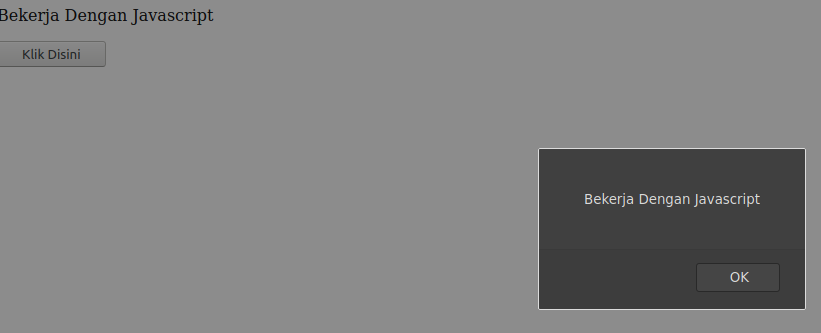 Bekerja Dengan Javascript
Klik Disini
Bekerja Dengan Javascript
OK